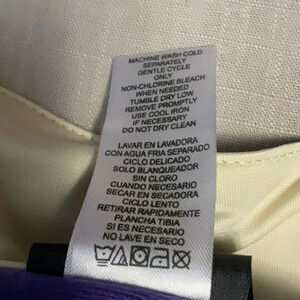 MACHINE WASH COLD
SEPARATELY
GENTLE CYCLE
ONLY
NON-CHLORINE BLEACH
WHEN NEEDED
TUMBLE DRY LOW
REMOVE PROMPTLY
USE COOL IRON
IF NECESSARY
DO NOT DRY CLEAN
LAVAR EN LAVADORA
CON AGUA FRIA SEPARADO
CICLO DELICADO
SOLO BLANQUEADOR
SIN CLORO
CUANDO NECESARIO
SECAR EN SECADORA
CICLO LENTO
RETIRAR RAPIDAMENTE
PLANCHA TIBIA
SI ES NECESARIO
NO LAVE EN SECO